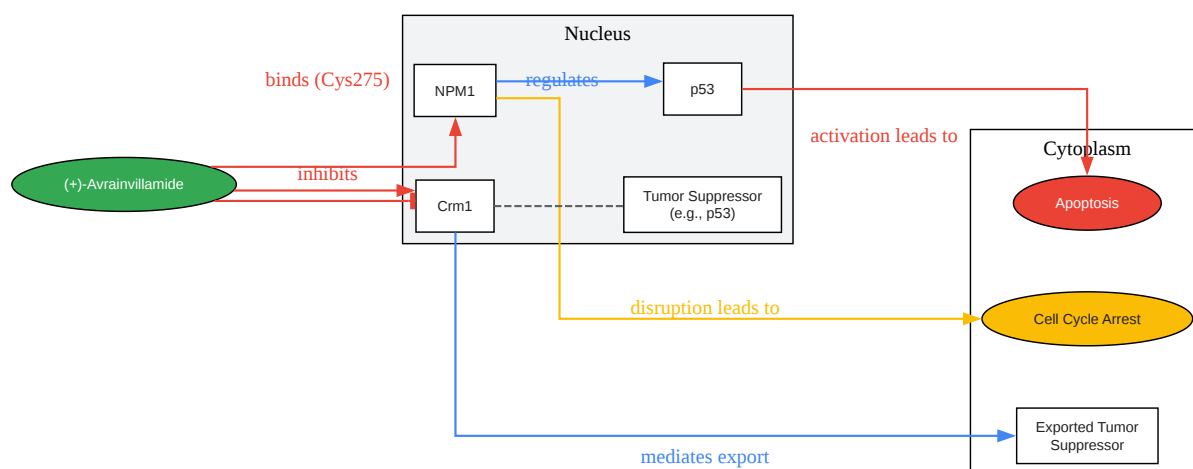 Nucleus
binds (Cys275)
NPM1
regulates
p53
activation leads to
Cytoplasm
(+)-Avrainvillamide
inhibits
Crm1
Tumor Suppressor
(e.g., p53)
Apoptosis
disruption leads to
Cell Cycle Arrest
Exported Tumor
Suppressor
mediates export